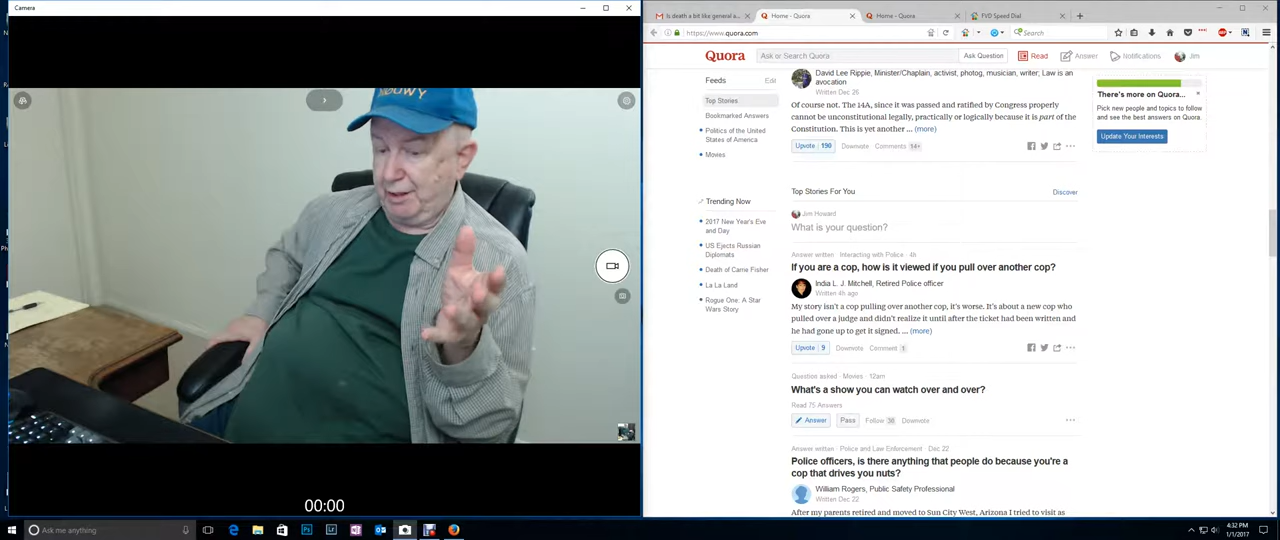 Camera
HOWDY
00:00
Is death a bit like general a...
Home - Quora
Home - Quora
FVD Speed Dial
https://www.quora.com
Search
Quora
Ask or Search Quora
Ask Question
Read
Answer
Notifications
Jim
Feeds
Edit
Top Stories
Bookmarked Answers
Politics of the United
States of America
Movies
Trending Now
2017 New Year's Eve
and Day
US Ejects Russian
Diplomats
Death of Carrie Fisher
La La Land
Rogue One: A Star
Wars Story
David Lee Rippie, Minister/Chaplain, activist, photog, musician, writer; Law is an
avocation
Written Dec 26
Of course not. The 14A, since it was passed and ratified by Congress properly
cannot be unconstitutional legally, practically or logically because it is part of the
Constitution. This is yet another ... (more)
Upvote 190 Downvote Comments 14+
Top Stories For You
Discover
Jim Howard
What is your question?
Answer written · Interacting with Police · 4h
If you are a cop, how is it viewed if you pull over another cop?
India L. J. Mitchell, Retired Police officer
Written 4h ago
My story isn't a cop pulling over another cop, it's worse. It's about a new cop who
pulled over a judge and didn't realize it until after the ticket had been written and
he had gone up to get it signed. ... (more)
Upvote 9 Downvote Comment 1
Question asked · Movies · 12am
What's a show you can watch over and over?
Read 75 Answers
Answer Pass Follow 38 Downvote
Answer written · Police and Law Enforcement · Dec 22
Police officers, is there anything that people do because you're a
cop that drives you nuts?
William Rogers, Public Safety Professional
Written Dec 22
After my parents retired and moved to Sun City West, Arizona I tried to visit as
There's more on Quora...
Pick new people and topics to follow
and see the best answers on Quora.
Update Your Interests
Ask me anything
4:32 PM
1/1/2017